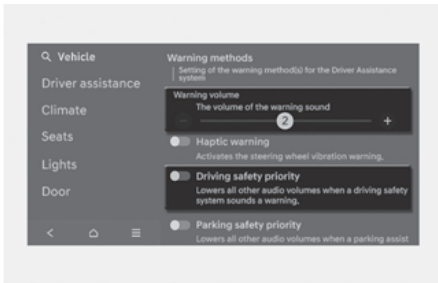 Vehicle
Driver assistance
Climate
Seats
Lights
Door
Warning methods
Setting of the warning method(s) for the Driver Assistance
system
Warning volume
The volume of the warning sound
2
Haptic warning
Activates the steering wheel vibration warning.
Driving safety priority
Lowers all other audio volumes when a driving safety
system sounds a warning.
Parking safety priority
Lowers all other audio volumes when a parking assist